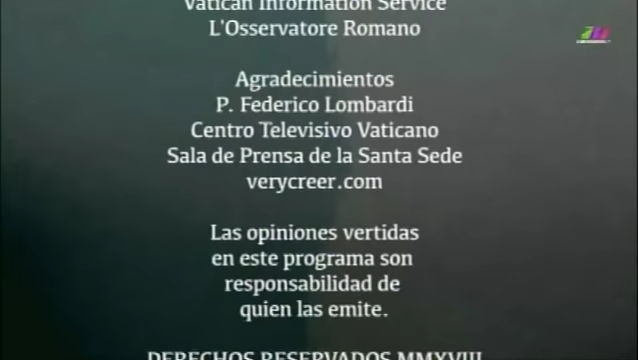 Vatican Information Service
L'Osservatore Romano
Agradecimientos
P. Federico Lombardi
Centro Televisivo Vaticano
Sala de Prensa de la Santa Sede
verycreer.com
Las opiniones vertidas
en este programa son
responsabilidad de
quien las emite.
DERECHOS RESERVADOS MMXVIII